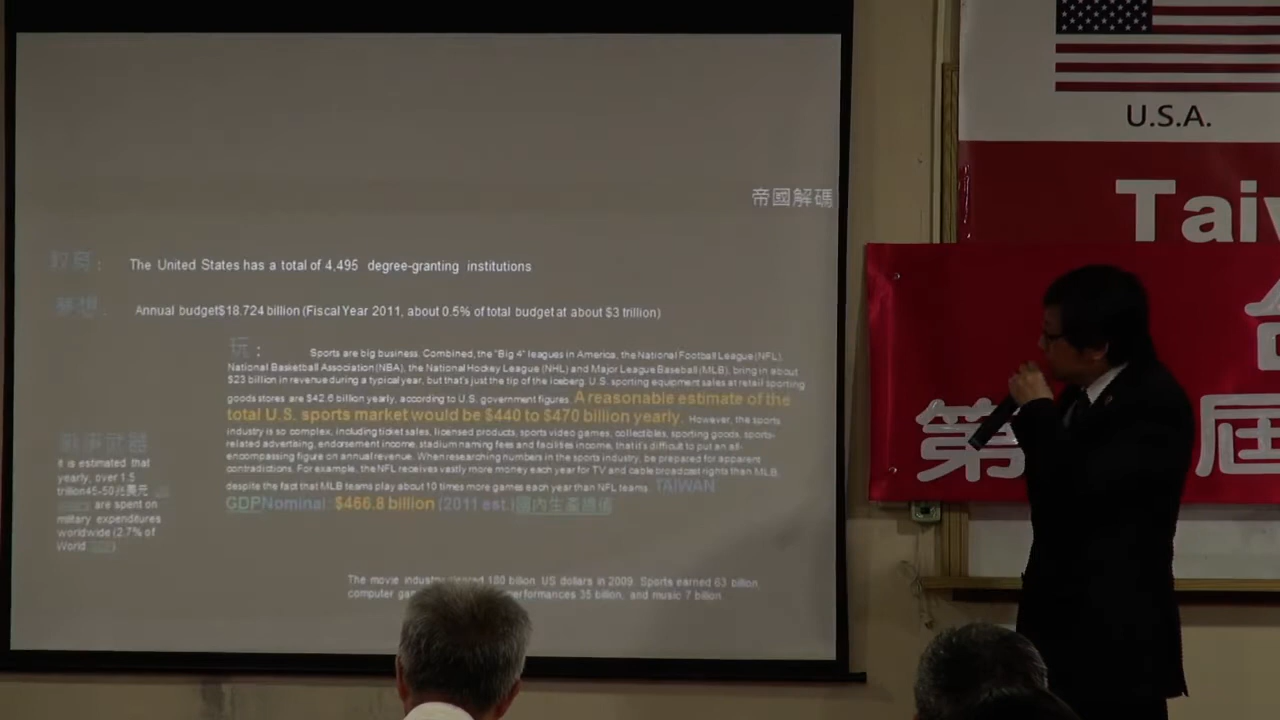 U.S.A.
Taiw
帝國解碼
教育: The United States has a total of 4,495 degree-granting institutions
夢想: Annual budget$18.724 billion (Fiscal Year 2011, about 0.5% of total budget at about $3 trillion)
玩: Sports are big business. Combined, the "Big 4" leagues in America, the National Football League (NFL),
National Basketball Association (NBA), the National Hockey League (NHL) and Major League Baseball (MLB), bring in about
$23 billion in revenue during a typical year, but that's just the tip of the iceberg. U.S. sporting equipment sales at retail sporting
goods stores are $42.6 billion yearly, according to U.S. government figures. A reasonable estimate of the
total U.S. sports market would be $440 to $470 billion yearly. However, the sports
industry is so complex, including ticket sales, licensed products, sports video games, collectibles, sporting goods, sports-
related advertising, endorsement income, stadium naming fees and facilities income, that it's difficult to put an all-
encompassing figure on annual revenue. When researching numbers in the sports industry, be prepared for apparent
contradictions. For example, the NFL receives vastly more money each year for TV and cable broadcast rights than MLB,
despite the fact that MLB teams play about 10 times more games each year than NFL teams. TAIWAN
GDPNominal: $466.8 billion (2011 est.)國內生產總值
It is estimated that
yearly, over 1.5
trillion45-50兆美元
are spent on
military expenditures
worldwide (2.7% of
World
The movie 180 billion US dollars in 2009. Sports earned 63 billion,
computer 35 billion, and music 7 billion.
第 屆